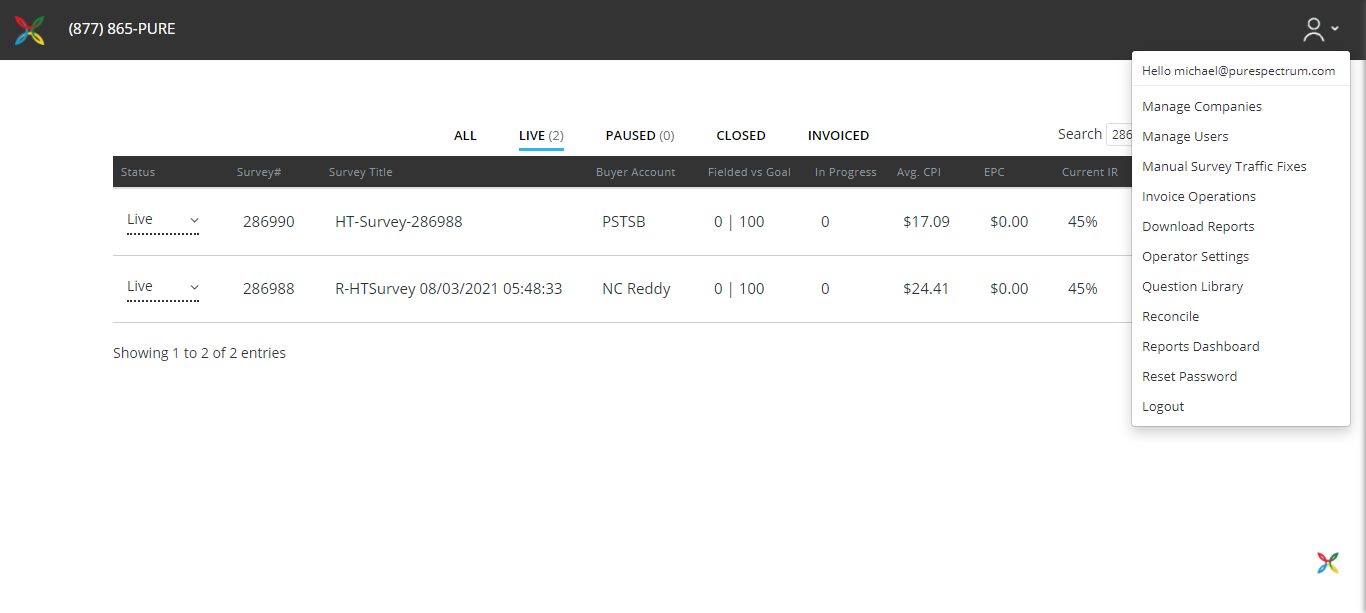 (877) 865-PURE
Hello michael@purespectrum.com
Manage Companies
Manage Users
Manual Survey Traffic Fixes
Invoice Operations
Download Reports
Operator Settings
Question Library
Reconcile
Reports Dashboard
Reset Password
Logout
ALL LIVE (2) PAUSED (0) CLOSED INVOICED Search 286
Status Survey# Survey Title Buyer Account Fielded vs Goal In Progress Avg. CPI EPC Current IR
Live 286990 HT-Survey-286988 PSTSB 0 | 100 0 $17.09 $0.00 45%
Live 286988 R-HTSurvey 08/03/2021 05:48:33 NC Reddy 0 | 100 0 $24.41 $0.00 45%
Showing 1 to 2 of 2 entries